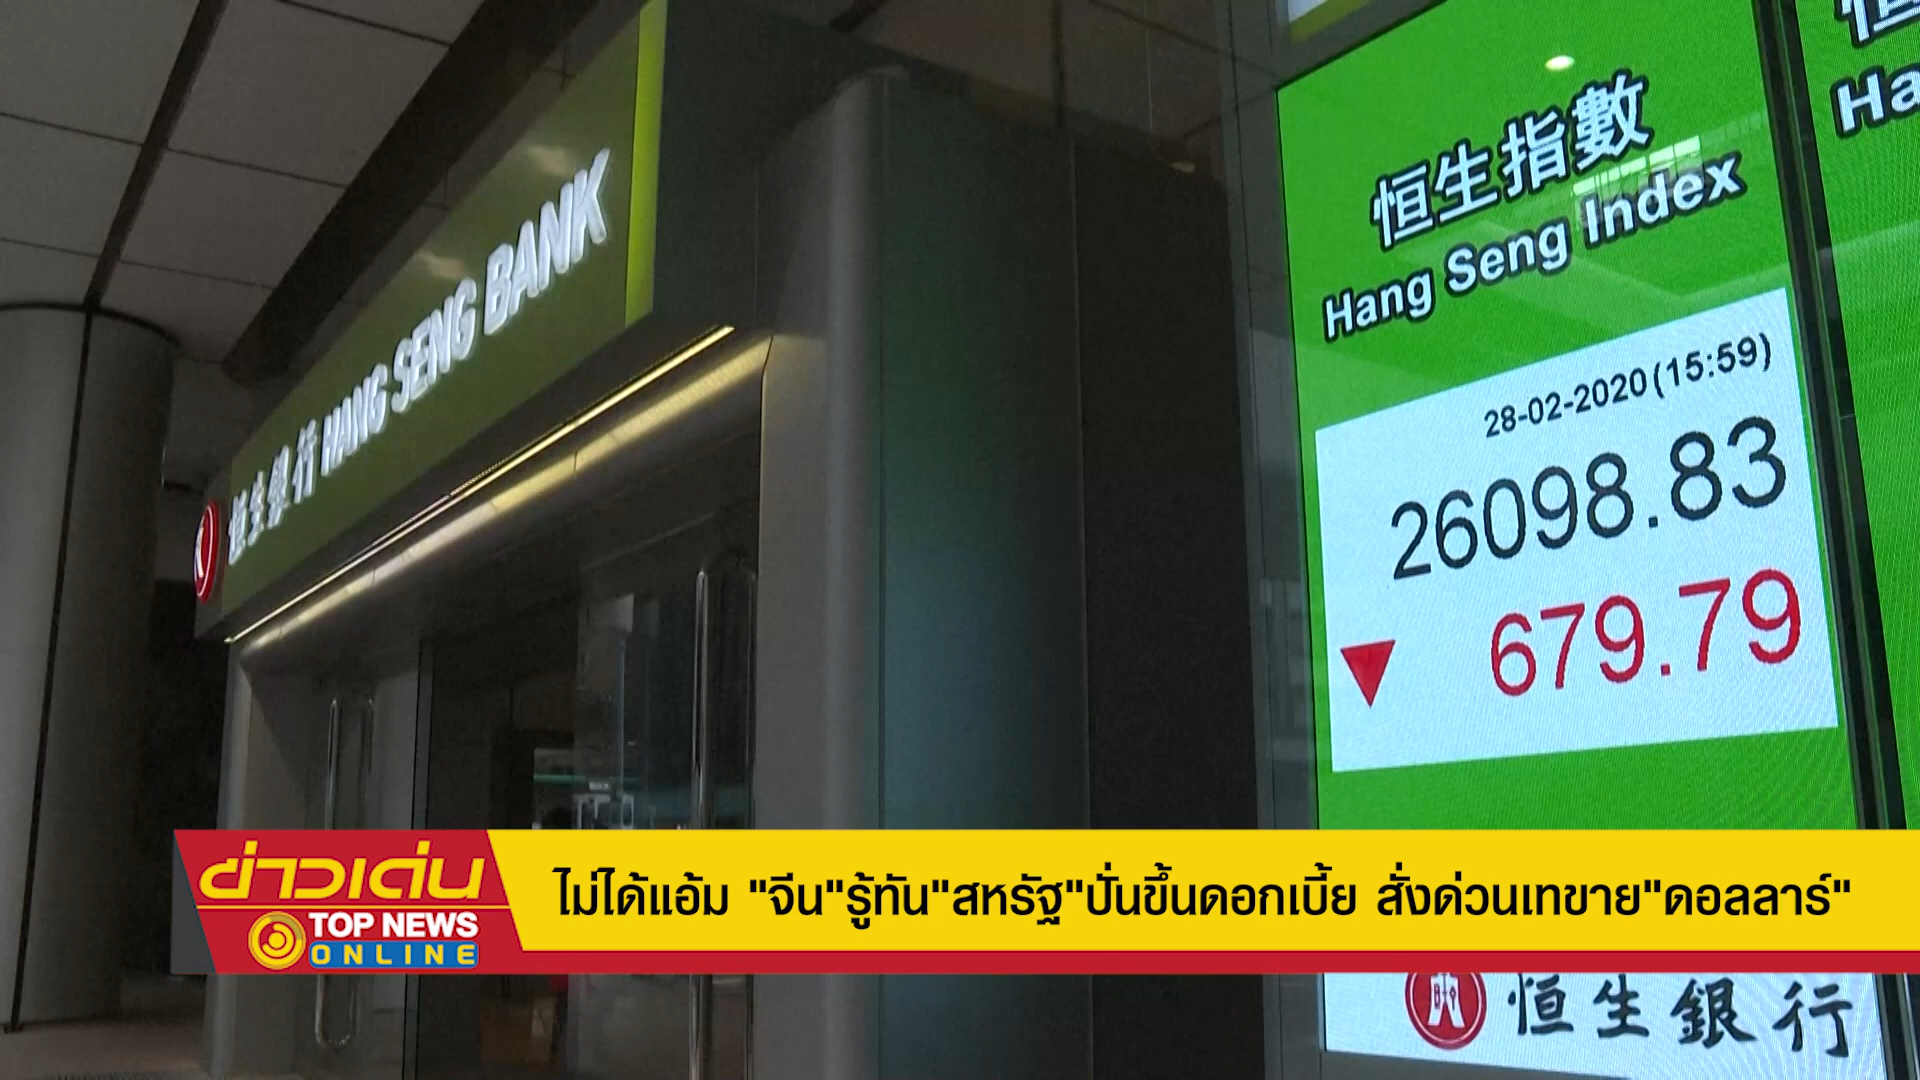 恒生銀行 HANG SENG BANK
恒生指數
Hang Seng Index
28-02-2020(15:59)
26098.83
▼ 679.79
Ha
ข่าวเด่น
TOP NEWS
ONLINE
ไม่ได้แอ้ม "จีน"รู้ทัน"สหรัฐ"ปั่นขึ้นดอกเบี้ย สั่งด่วนเทขาย"ดอลลาร์"
恒生銀行